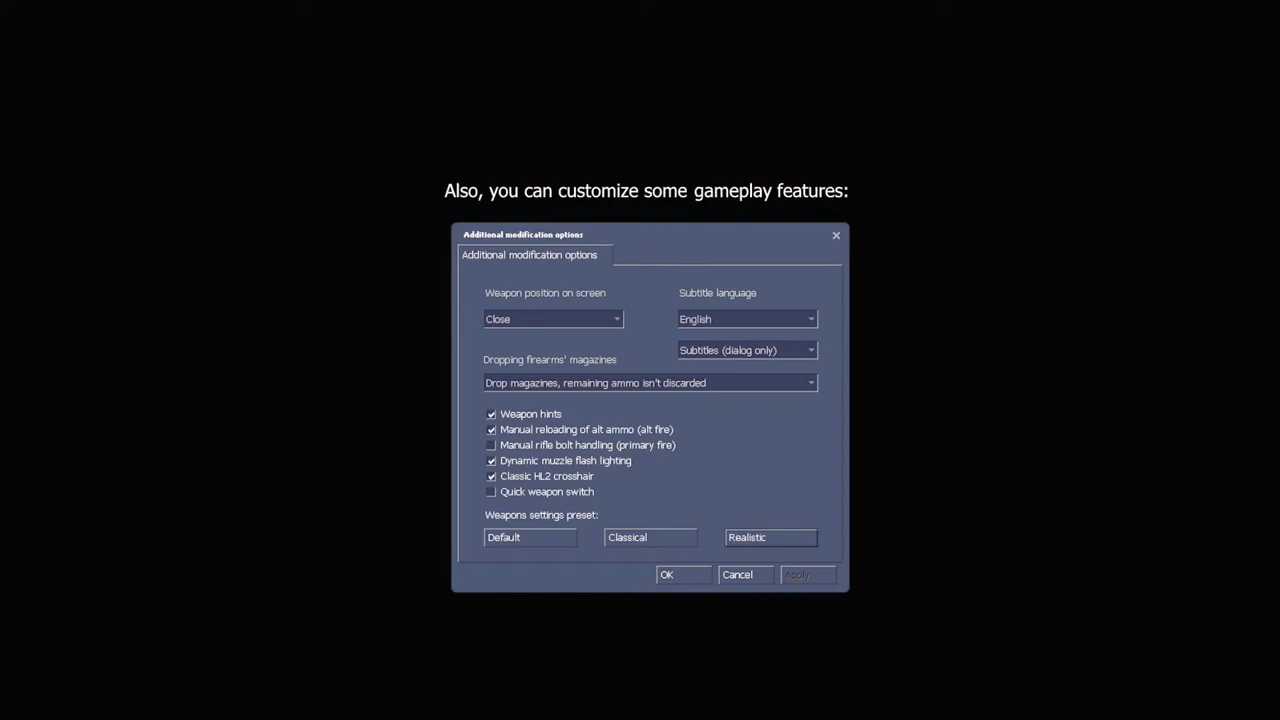 Also, you can customize some gameplay features:
Additional modification options
Additional modification options
Weapon position on screen
Subtitle language
Close
English
Subtitles (dialog only)
Dropping firearms' magazines
Drop magazines, remaining ammo isn't discarded
Weapon hints
Manual reloading of alt ammo (alt fire)
Manual rifle bolt handling (primary fire)
Dynamic muzzle flash lighting
Classic HL2 crosshair
Quick weapon switch
Weapons settings preset:
Default
Classical
Realistic
OK
Cancel
Apply